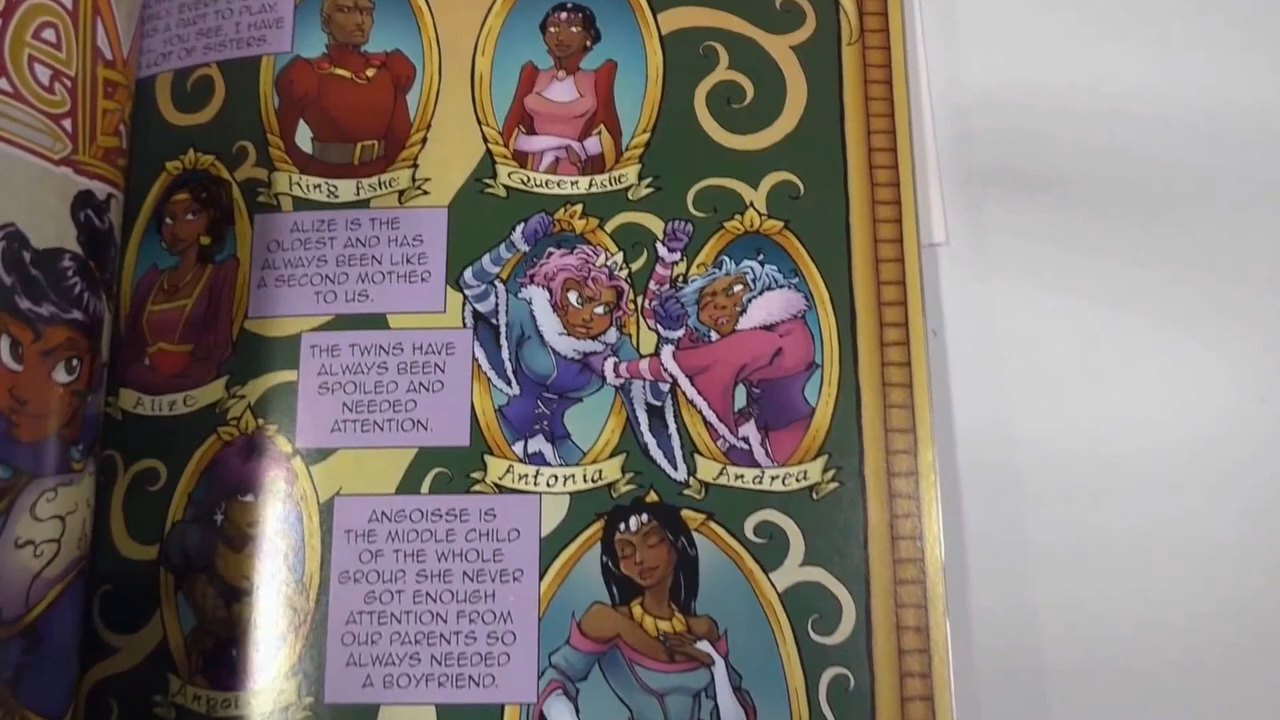 A PART TO PLAY.
YOU SEE, I HAVE
LOT OF SISTERS.
King Ashe
Queen Ashe
ALIZE IS THE
OLDEST AND HAS
ALWAYS BEEN LIKE
A SECOND MOTHER
TO US.
Alize
THE TWINS HAVE
ALWAYS BEEN
SPOILED AND
NEEDED
ATTENTION.
Antonia
Andrea
ANGOISSE IS
THE MIDDLE CHILD
OF THE WHOLE
GROUP. SHE NEVER
GOT ENOUGH
ATTENTION FROM
OUR PARENTS SO
ALWAYS NEEDED
A BOYFRIEND.